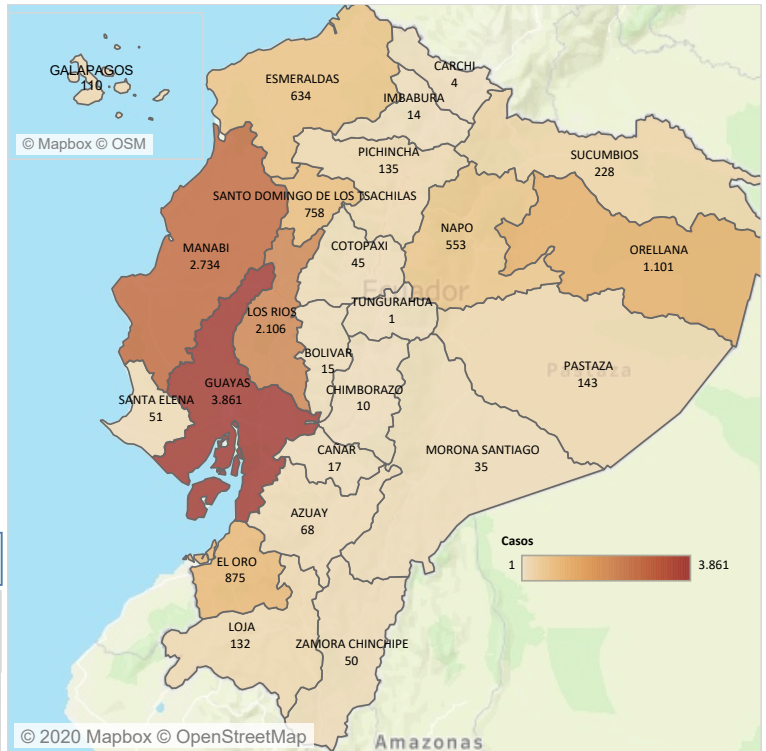 GALAPAGOS
110
© Mapbox © OSM
ESMERALDAS
634
CARCHI
4
IMBABURA
14
PICHINCHA
135
SUCUMBIOS
228
SANTO DOMINGO DE LOS TSACHILAS
758
NAPO
553
MANABI
2.734
COTOPAXI
45
ORELLANA
1.101
Ecuador
TUNGURAHUA
1
LOS RIOS
2.106
BOLIVAR
15
PASTAZA
143
Pastaza
GUAYAS
3.861
CHIMBORAZO
10
SANTA ELENA
51
CAÑAR
17
MORONA SANTIAGO
35
AZUAY
68
Casos
1 3.861
EL ORO
875
LOJA
132
ZAMORA CHINCHIPE
50
© 2020 Mapbox © OpenStreetMap
Amazonas